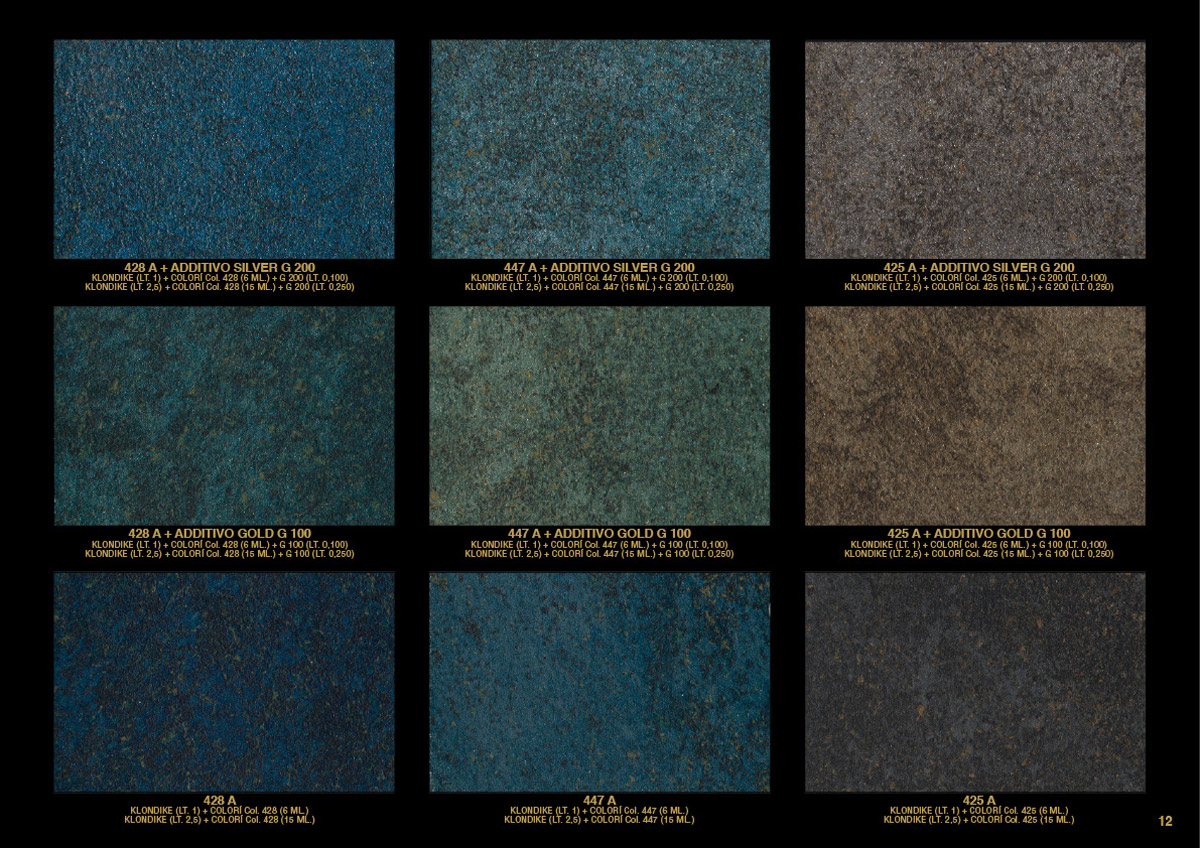 428 A + ADDITIVO SILVER G 200
KLONDIKE (LT. 1) + COLORÌ Col. 428 (6 ML.) + G 200 (LT. 0,100)
KLONDIKE (LT. 2,5) + COLORÌ Col. 428 (15 ML.) + G 200 (LT. 0,250)
447 A + ADDITIVO SILVER G 200
KLONDIKE (LT. 1) + COLORÌ Col. 447 (6 ML.) + G 200 (LT. 0,100)
KLONDIKE (LT. 2,5) + COLORÌ Col. 447 (15 ML.) + G 200 (LT. 0,250)
425 A + ADDITIVO SILVER G 200
KLONDIKE (LT. 1) + COLORÌ Col. 425 (6 ML.) + G 200 (LT. 0,100)
KLONDIKE (LT. 2,5) + COLORÌ Col. 425 (15 ML.) + G 200 (LT. 0,250)
428 A + ADDITIVO GOLD G 100
KLONDIKE (LT. 1) + COLORÌ Col. 428 (6 ML.) + G 100 (LT. 0,100)
KLONDIKE (LT. 2,5) + COLORÌ Col. 428 (15 ML.) + G 100 (LT. 0,250)
447 A + ADDITIVO GOLD G 100
KLONDIKE (LT. 1) + COLORÌ Col. 447 (6 ML.) + G 100 (LT. 0,100)
KLONDIKE (LT. 2,5) + COLORÌ Col. 447 (15 ML.) + G 100 (LT. 0,250)
425 A + ADDITIVO GOLD G 100
KLONDIKE (LT. 1) + COLORÌ Col. 425 (6 ML.) + G 100 (LT. 0,100)
KLONDIKE (LT. 2,5) + COLORÌ Col. 425 (15 ML.) + G 100 (LT. 0,250)
428 A
KLONDIKE (LT. 1) + COLORÌ Col. 428 (6 ML.)
KLONDIKE (LT. 2,5) + COLORÌ Col. 428 (15 ML.)
447 A
KLONDIKE (LT. 1) + COLORÌ Col. 447 (6 ML.)
KLONDIKE (LT. 2,5) + COLORÌ Col. 447 (15 ML.)
425 A
KLONDIKE (LT. 1) + COLORÌ Col. 425 (6 ML.)
KLONDIKE (LT. 2,5) + COLORÌ Col. 425 (15 ML.)
12